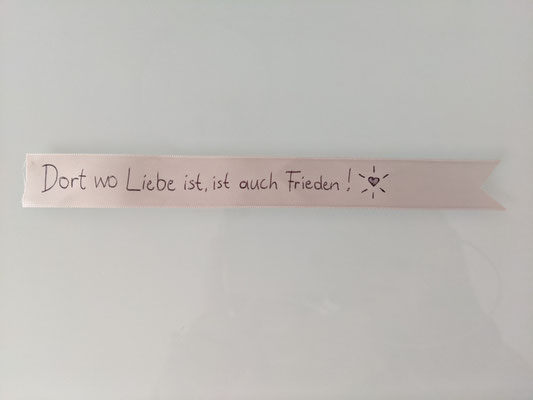 Dort wo Liebe ist, ist auch Frieden!